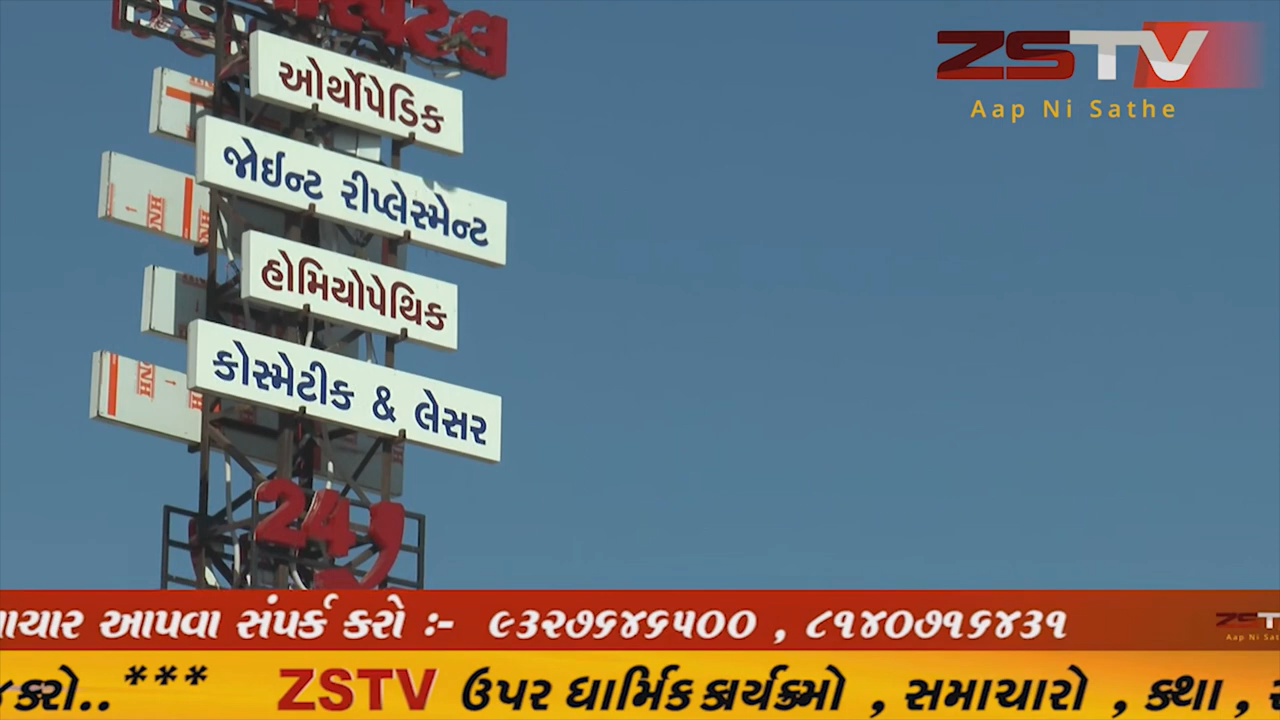 ZSTV
Aap Ni Sathe
ઓર્થોપેડિક
જોઈન્ટ રીપ્લેસ્મેન્ટ
હોમિયોપેથિક
કોસ્મેટીક & લેસર
24
આપવા સંપર્ક કરો :- ૯૩૨૭૬૪૬૫૦૦ , ૮૧૪૦૭૧૬૪૩૧
કરો..*** ZSTV ઉપર ધાર્મિક કાર્યક્રમો , સમાચારો , કથા ,